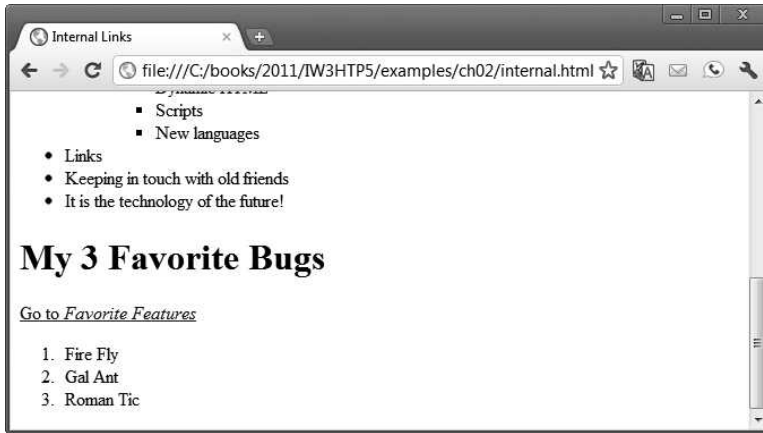 Internal Links
file:///C:/books/2011/IW3HTP5/examples/ch02/internal.html
Dynamic HTML
Scripts
New languages
Links
Keeping in touch with old friends
It is the technology of the future!
My 3 Favorite Bugs
Go to Favorite Features
1. Fire Fly
2. Gal Ant
3. Roman Tic